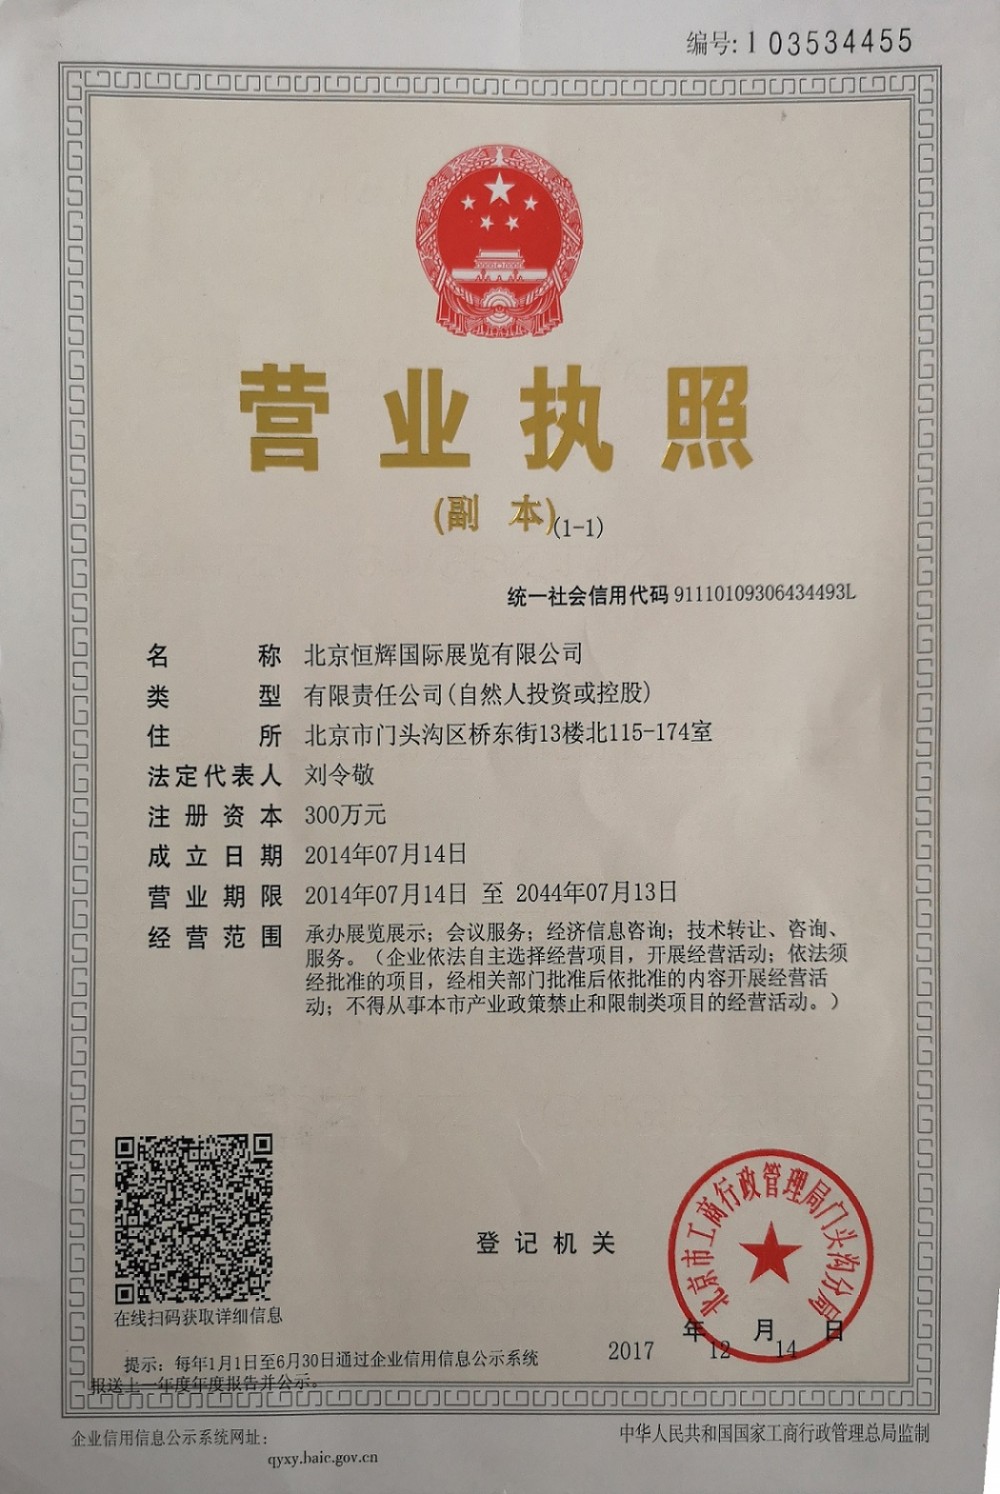 编号:1 03534455
营业执照
(副 本)(1-1)
统一社会信用代码 91110109306434493L
名 称 北京恒辉国际展览有限公司
类 型 有限责任公司(自然人投资或控股)
住 所 北京市门头沟区桥东街13楼北115-174室
法定代表人 刘令敬
注册资本 300万元
成立日期 2014年07月14日
营业期限 2014年07月14日 至 2044年07月13日
经营范围 承办展览展示；会议服务；经济信息咨询；技术转让、咨询、
服务。（企业依法自主选择经营项目，开展经营活动；依法须
经批准的项目，经相关部门批准后依批准的内容开展经营活
动；不得从事本市产业政策禁止和限制类项目的经营活动。）
北京市工商行政管理局门头沟分局
登记机关
在线扫码获取详细信息
年 月 日
2017 12 14
提示：每年1月1日至6月30日通过企业信用信息公示系统
报送上一年度年度报告并公示。
企业信用信息公示系统网址：
qyxy.baic.gov.cn
中华人民共和国国家工商行政管理总局监制